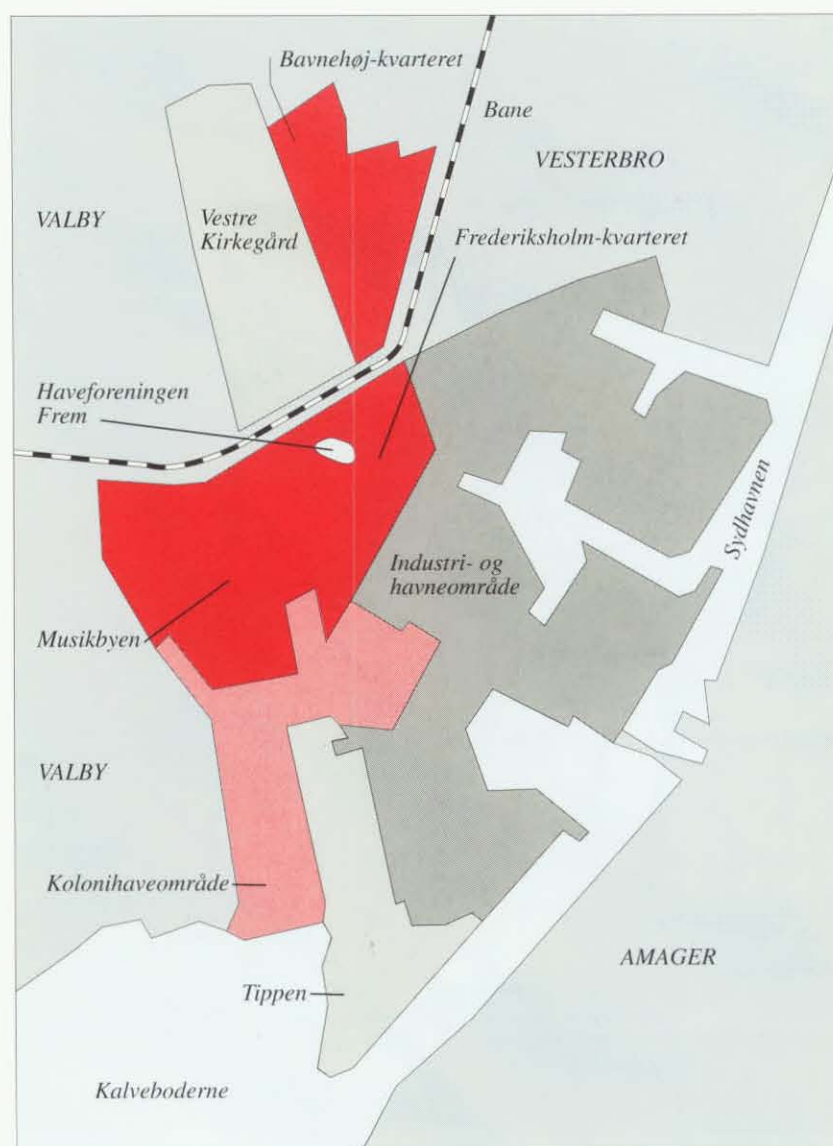 Bavnehøj-kvarteret
Bane
VESTERBRO
VALBY
Vestre
Kirkegård
Frederiksholm-kvarteret
Haveforeningen
Frem
Sydhavnen
Industri- og
havneområde
Musikbyen
VALBY
Kolonihaveområde
AMAGER
Tippen
Kalveboderne